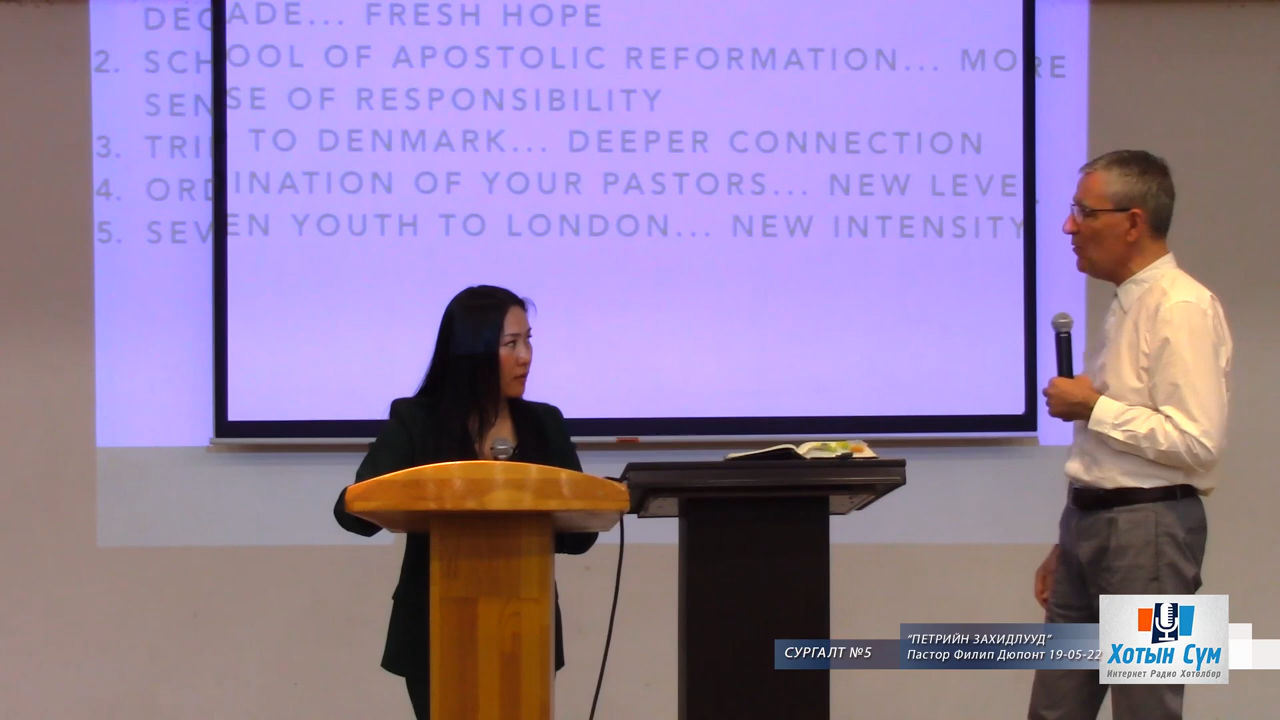 DECADE... FRESH HOPE
2. SCHOOL OF APOSTOLIC REFORMATION... MORE
SENSE OF RESPONSIBILITY
3. TRIP TO DENMARK... DEEPER CONNECTION
4. ORDINATION OF YOUR PASTORS... NEW LEVEL
5. SEVEN YOUTH TO LONDON... NEW INTENSITY
СУРГАЛТ №5
"ПЕТРИЙН ЗАХИДЛУУД"
Пастор Филип Дюпонт 19-05-22
Хотын Сүм
Интернет Радио Хөтөлбөр